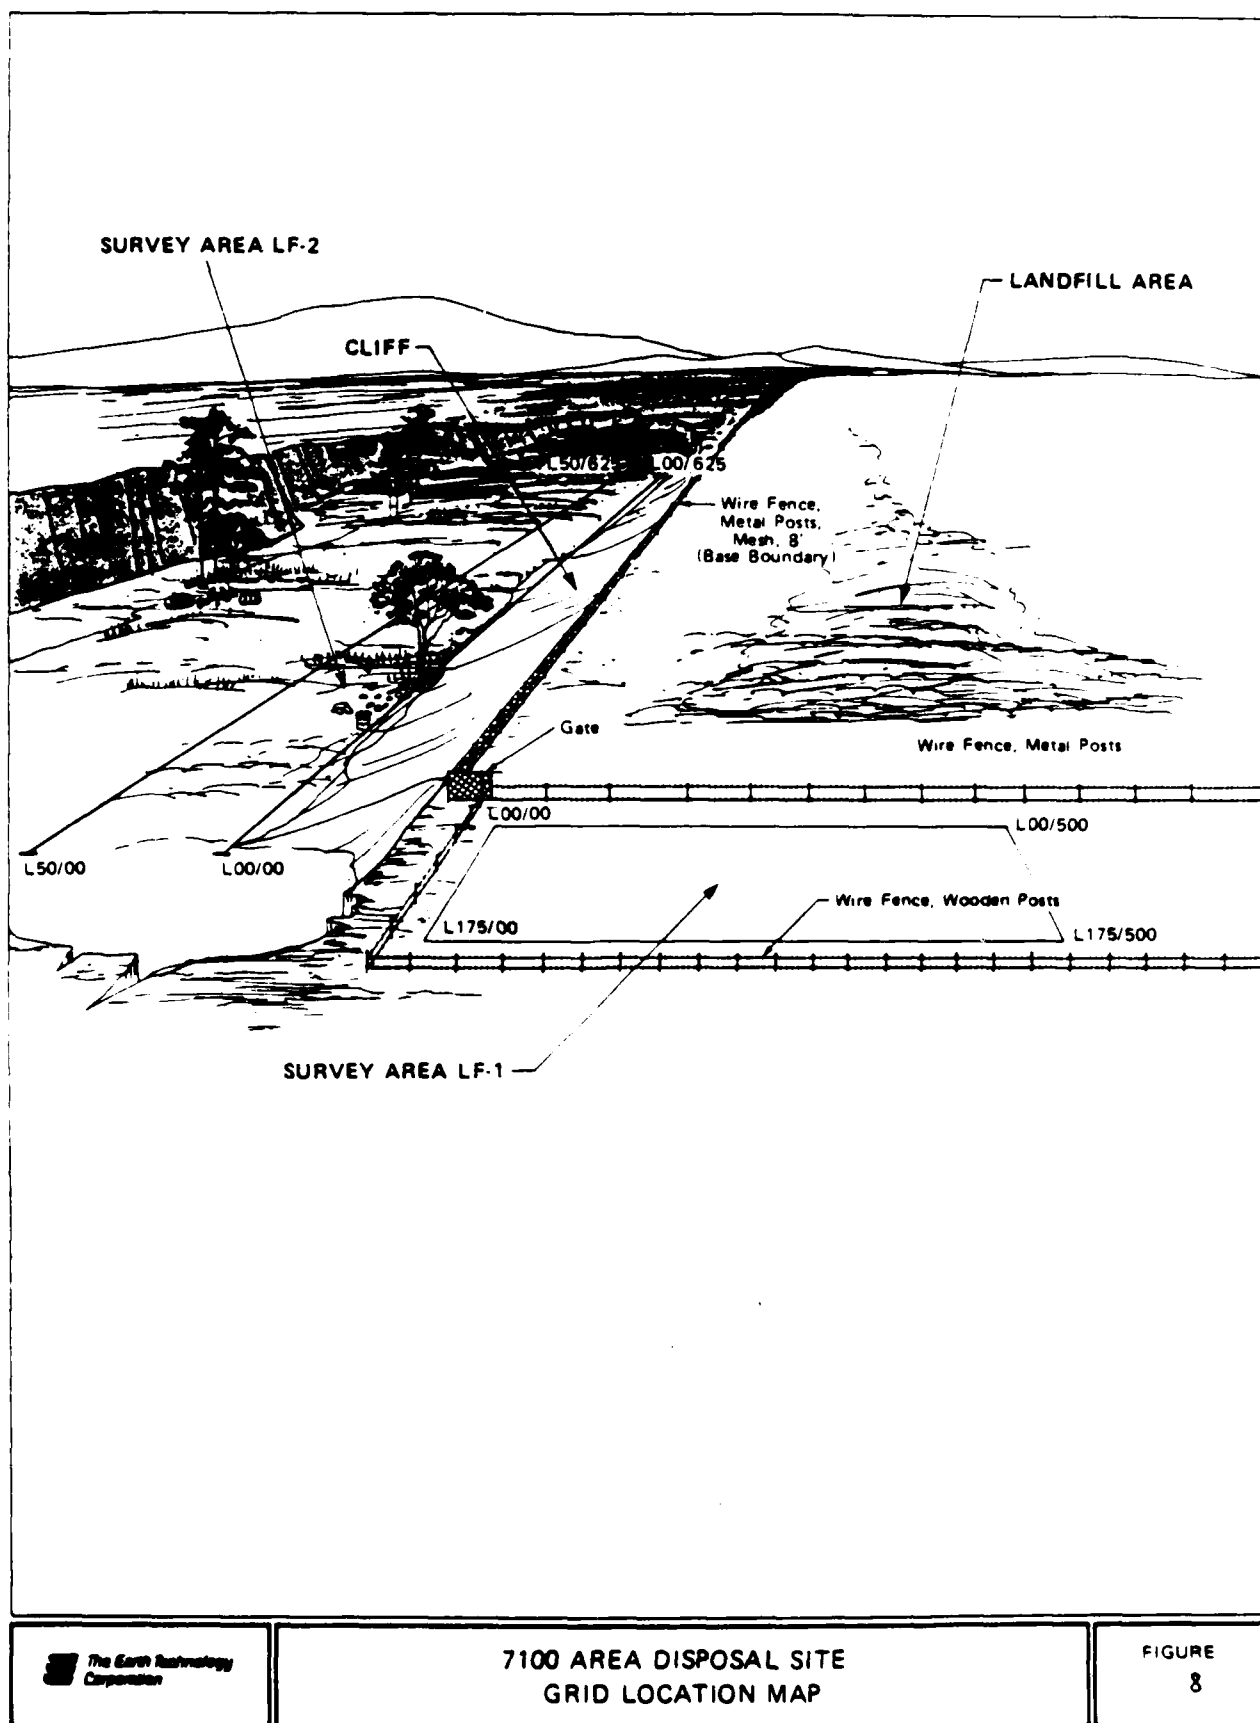 SURVEY AREA LF-2
LANDFILL AREA
CLIFF
L50/62
L00/625
Wire Fence,
Metal Posts,
Mesh, 8'
(Base Boundary)
Gate
Wire Fence, Metal Posts
L00/00
L00/500
L50/00
L00/00
Wire Fence, Wooden Posts
L175/00
L175/500
SURVEY AREA LF-1
The Earth Technology
Corporation
7100 AREA DISPOSAL SITE
GRID LOCATION MAP
FIGURE
8